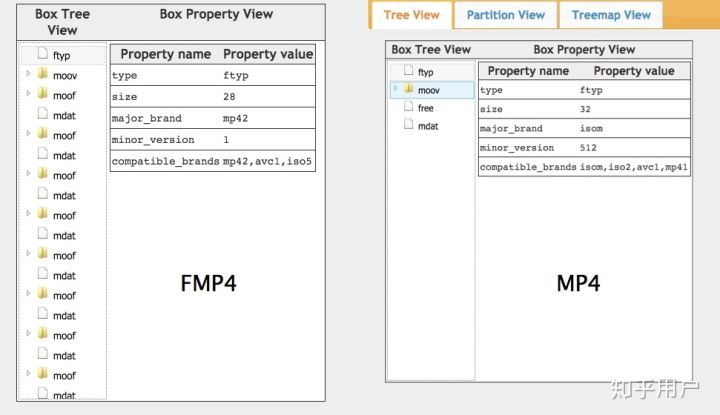 Box Tree View
Box Property View
ftyp
moov
moof
mdat
moof
mdat
moof
mdat
moof
mdat
moof
mdat
moof
mdat
moof
mdat
moof
mdat
moof
mdat
Property name Property value
type ftyp
size 28
major_brand mp42
minor_version 1
compatible_brands mp42,avc1,iso5
FMP4
Tree View Partition View Treemap View
Box Tree View Box Property View
ftyp
moov
free
mdat
Property name Property value
type ftyp
size 32
major_brand isom
minor_version 512
compatible_brands isom,iso2,avc1,mp41
MP4
知乎用户